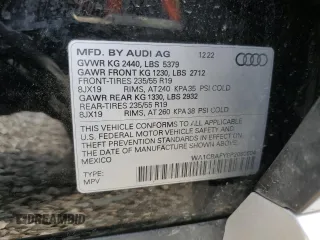 MFD. BY AUDI AG 12 22
GVWR KG 2440, LBS 5379
GAWR FRONT KG 1230, LBS 2712
FRONT-TIRES 235/55 R19
8JX19 RIMS, AT240 KPA35 PSI COLD
GAWR REAR KG 1330, LBS 2932
REAR-TIRES 235/55 R19
8JX19 RIMS, AT 260 KPA 38 PSI COLD
THIS VEHICLE CONFORMS TO ALL APPLICABLE
U.S. FEDERAL MOTOR VEHICLE SAFETY AND
THEFT PREVENTION STANDARDS IN EFFECT ON
THE DATE OF MANUFACTURE SHOWN ABOVE.
MEXICO
TYPE:
MPV